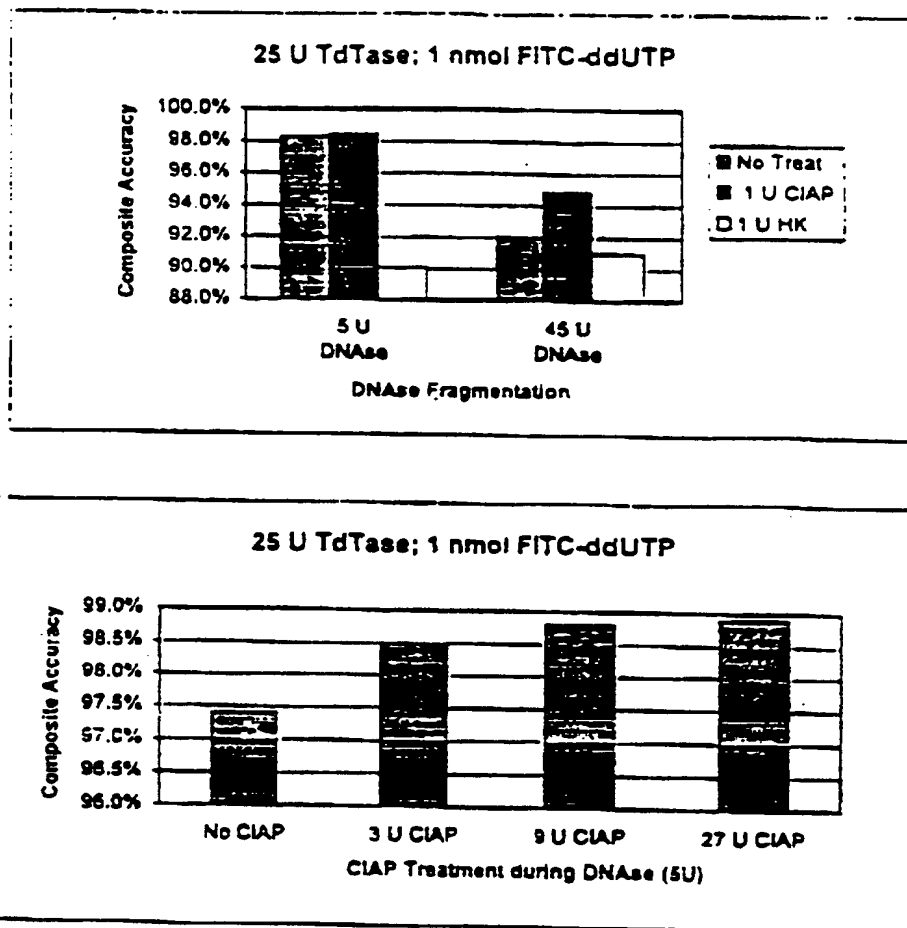 25 U TdTase; 1 nmol FITC-ddUTP
Composite Accuracy
100.0%
98.0%
96.0%
94.0%
92.0%
90.0%
88.0%
5 U
DNAse
45 U
DNAse
DNAse Fragmentation
No Treat
1 U CIAP
1 U HK
25 U TdTase; 1 nmol FITC-ddUTP
Composite Accuracy
99.0%
98.5%
98.0%
97.5%
97.0%
96.5%
96.0%
No CIAP
3 U CIAP
9 U CIAP
27 U CIAP
CIAP Treatment during DNAse (5U)